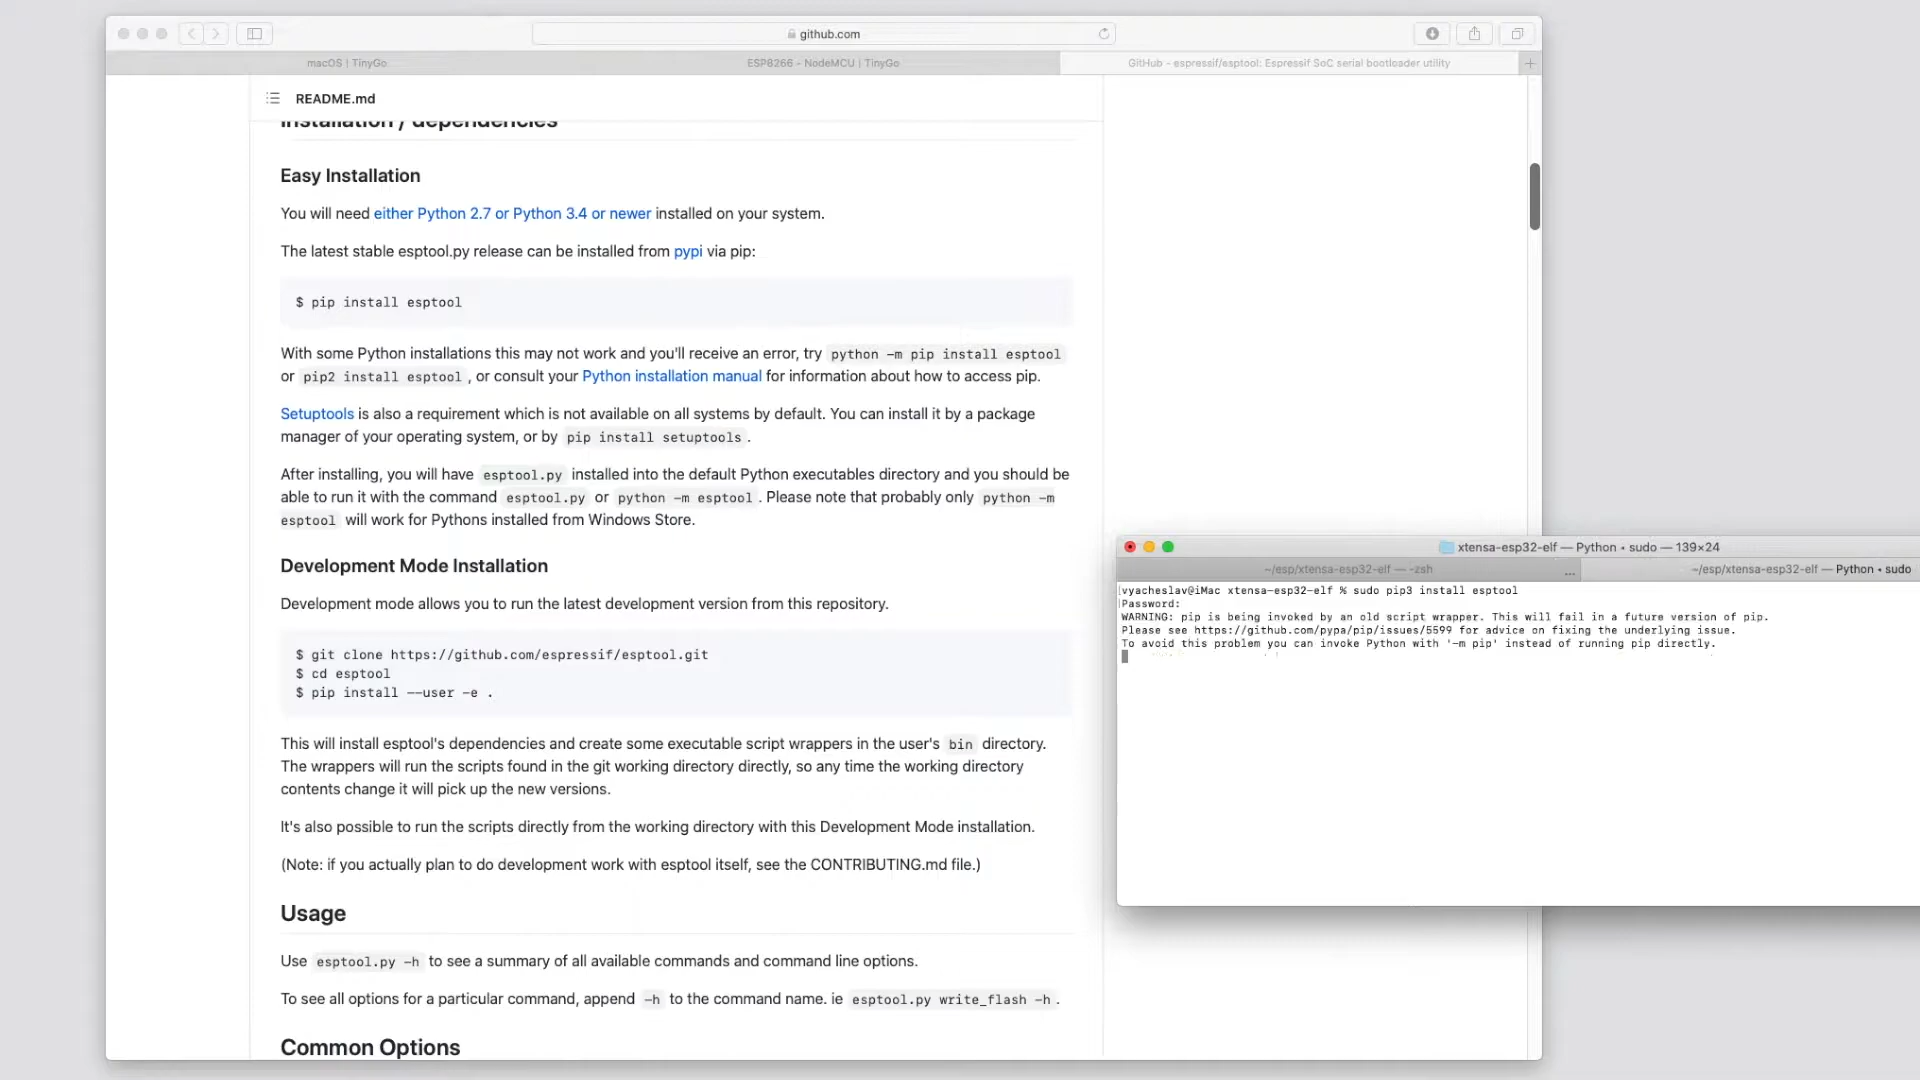 github.com
macOS | TinyGo
ESP8266 - NodeMCU | TinyGo
GitHub - espressif/esptool: Espressif SoC serial bootloader utility
README.md
Installation / dependencies
Easy Installation
You will need either Python 2.7 or Python 3.4 or newer installed on your system.
The latest stable esptool.py release can be installed from pypi via pip:
$ pip install esptool
With some Python installations this may not work and you'll receive an error, try python -m pip install esptool
or pip2 install esptool , or consult your Python installation manual for information about how to access pip.
Setuptools is also a requirement which is not available on all systems by default. You can install it by a package
manager of your operating system, or by pip install setuptools .
After installing, you will have esptool.py installed into the default Python executables directory and you should be
able to run it with the command esptool.py or python -m esptool . Please note that probably only python -m
esptool will work for Pythons installed from Windows Store.
Development Mode Installation
Development mode allows you to run the latest development version from this repository.
$ git clone https://github.com/espressif/esptool.git
$ cd esptool
$ pip install --user -e .
This will install esptool's dependencies and create some executable script wrappers in the user's bin directory.
The wrappers will run the scripts found in the git working directory directly, so any time the working directory
contents change it will pick up the new versions.
It's also possible to run the scripts directly from the working directory with this Development Mode installation.
(Note: if you actually plan to do development work with esptool itself, see the CONTRIBUTING.md file.)
Usage
Use esptool.py -h to see a summary of all available commands and command line options.
To see all options for a particular command, append -h to the command name. ie esptool.py write_flash -h .
Common Options
xtensa-esp32-elf — Python • sudo — 139×24
~/esp/xtensa-esp32-elf — -zsh ...
~/esp/xtensa-esp32-elf — Python • sudo
[vyacheslav@iMac xtensa-esp32-elf % sudo pip3 install esptool
Password:
WARNING: pip is being invoked by an old script wrapper. This will fail in a future version of pip.
Please see https://github.com/pypa/pip/issues/5599 for advice on fixing the underlying issue.
To avoid this problem you can invoke Python with '-m pip' instead of running pip directly.